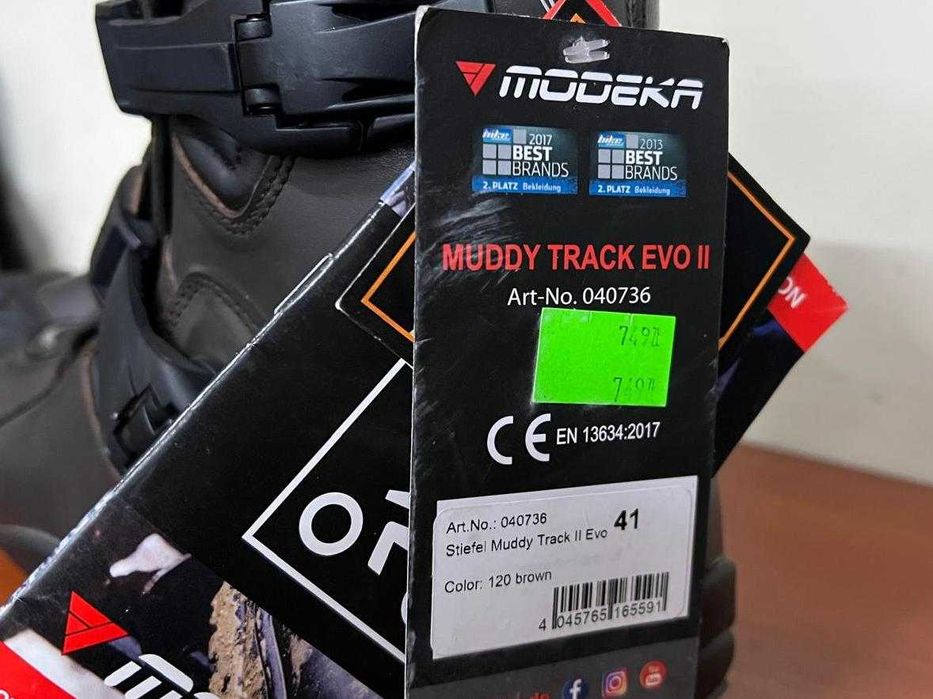 MODEKA
bike 2017
BEST
BRANDS
2. PLATZ Bekleidung
bike 2013
BEST
BRANDS
2. PLATZ Bekleidung
MUDDY TRACK EVO II
Art-No. 040736
CE EN 13634:2017
Art.No.: 040736 41
Stiefel Muddy Track II Evo
Color: 120 brown
4 045765 165591
MODEKA